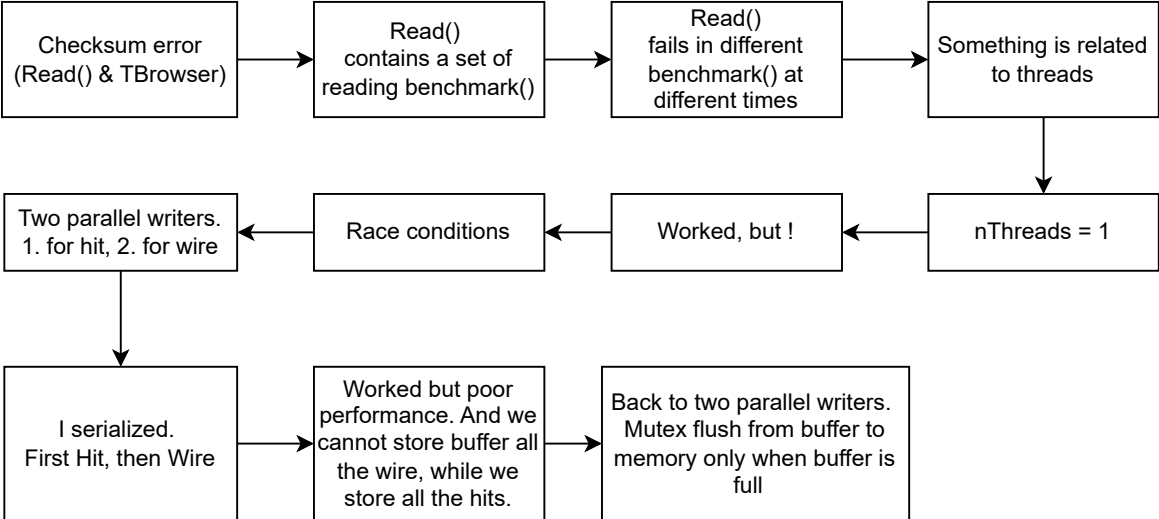 Checksum error
(Read() & TBrowser)
Read()
contains a set of
reading benchmark()
Read()
fails in different
benchmark() at
different times
Something is related
to threads
nThreads = 1
Worked, but !
Race conditions
Two parallel writers.
1. for hit, 2. for wire
I serialized.
First Hit, then Wire
Worked but poor
performance. And we
cannot store buffer all
the wire, while we
store all the hits.
Back to two parallel writers.
Mutex flush from buffer to
memory only when buffer is
full